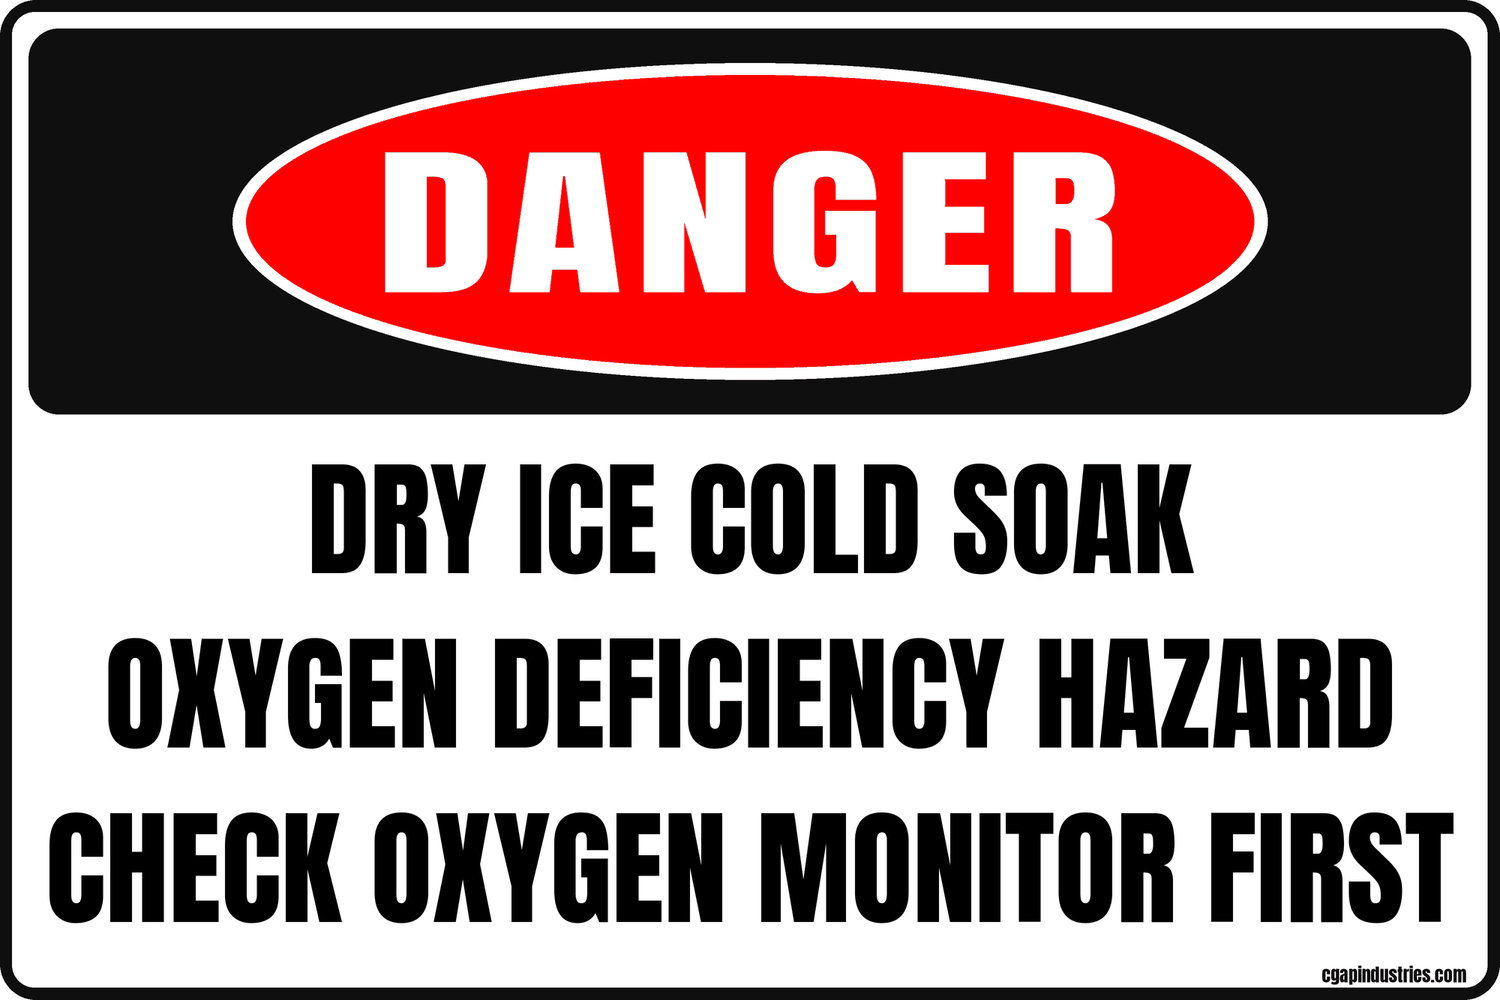 DANGER
DRY ICE COLD SOAK
OXYGEN DEFICIENCY HAZARD
CHECK OXYGEN MONITOR FIRST
cgapindustries.com